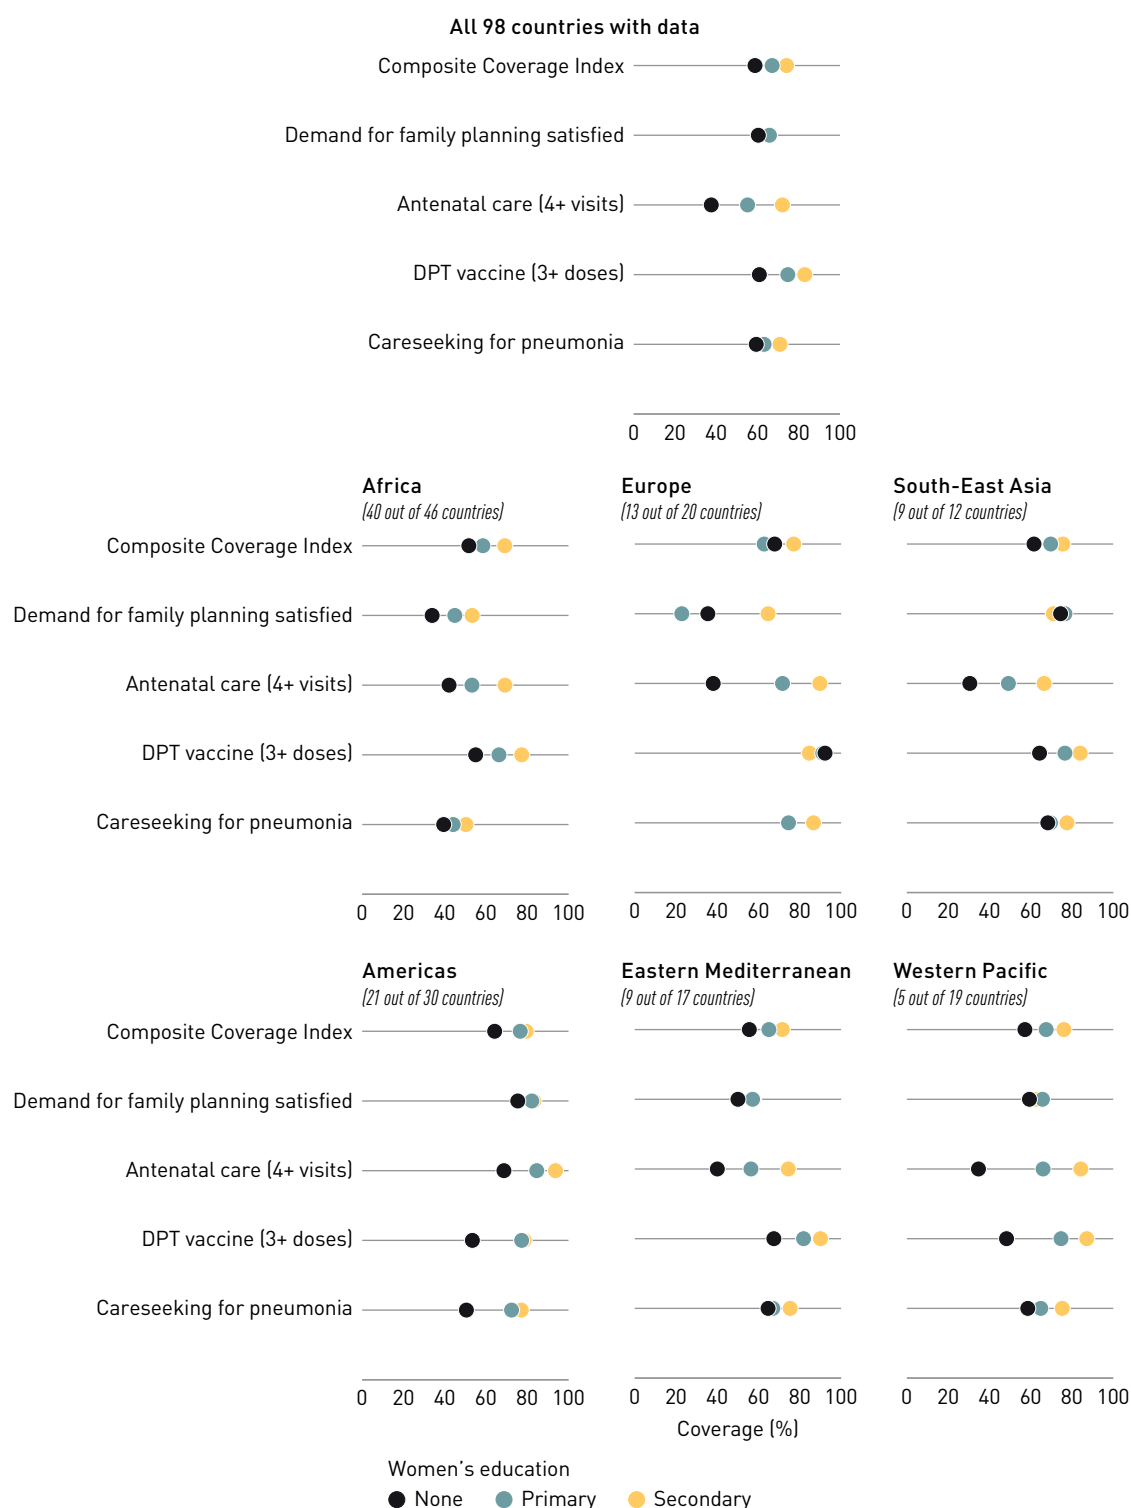 All 98 countries with data
Composite Coverage Index
Demand for family planning satisfied
Antenatal care (4+ visits)
DPT vaccine (3+ doses)
Careseeking for pneumonia
0 20 40 60 80 100
Africa
(40 out of 46 countries)
Europe
(13 out of 20 countries)
South-East Asia
(9 out of 12 countries)
Composite Coverage Index
Demand for family planning satisfied
Antenatal care (4+ visits)
DPT vaccine (3+ doses)
Careseeking for pneumonia
0 20 40 60 80 100
0 20 40 60 80 100
0 20 40 60 80 100
Americas
(21 out of 30 countries)
Eastern Mediterranean
(9 out of 17 countries)
Western Pacific
(5 out of 19 countries)
Composite Coverage Index
Demand for family planning satisfied
Antenatal care (4+ visits)
DPT vaccine (3+ doses)
Careseeking for pneumonia
0 20 40 60 80 100
0 20 40 60 80 100
0 20 40 60 80 100
Coverage (%)
Women's education
None Primary Secondary